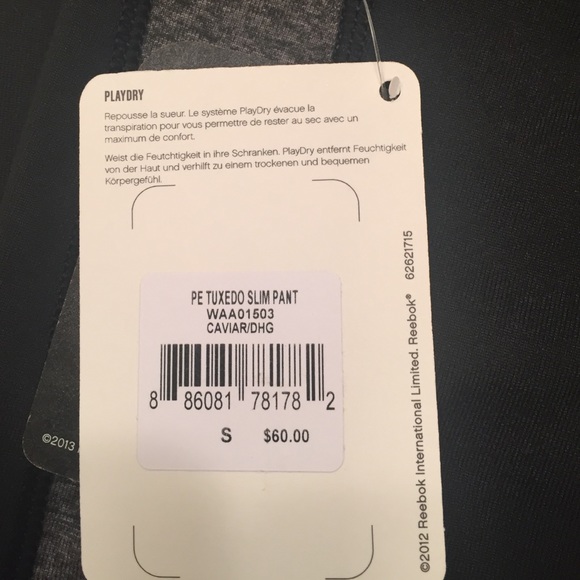 PLAYDRY
Repousse la sueur. Le système PlayDry évacue la
transpiration pour vous permettre de rester au sec avec un
maximum de confort.
Weist die Feutchtigkeit in ihre Schranken. PlayDry entfernt Feuchtigkeit
von der Haut und verhilft zu einem trockenen und bequemen
Körpergefühl.
PE TUXEDO SLIM PANT
WAA01503
CAVIAR/DHG
8 86081 78178 2
S $60.00
©2012 Reebok International Limited. Reebok® 62621715
©2013